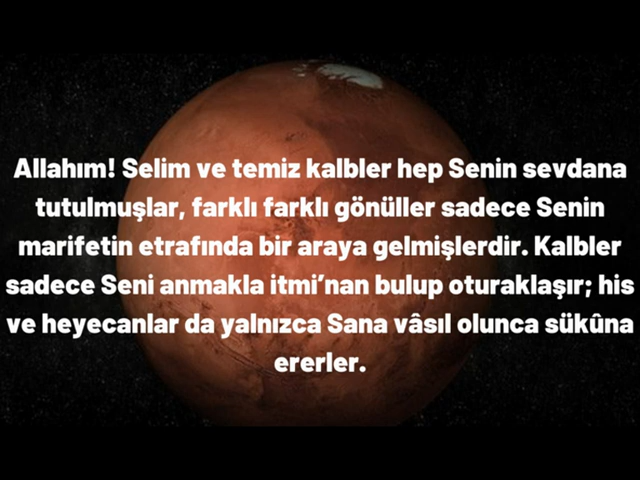 Allahım! Selim ve temiz kalbler hep Senin sevdana
tutulmuşlar, farklı farklı gönüller sadece Senin
marifetin etrafında bir araya gelmişlerdir. Kalbler
sadece Seni anmakla itmi’nan bulup oturaklaşır; his
ve heyecanlar da yalnızca Sana vâsıl olunca sükûna
ererler.